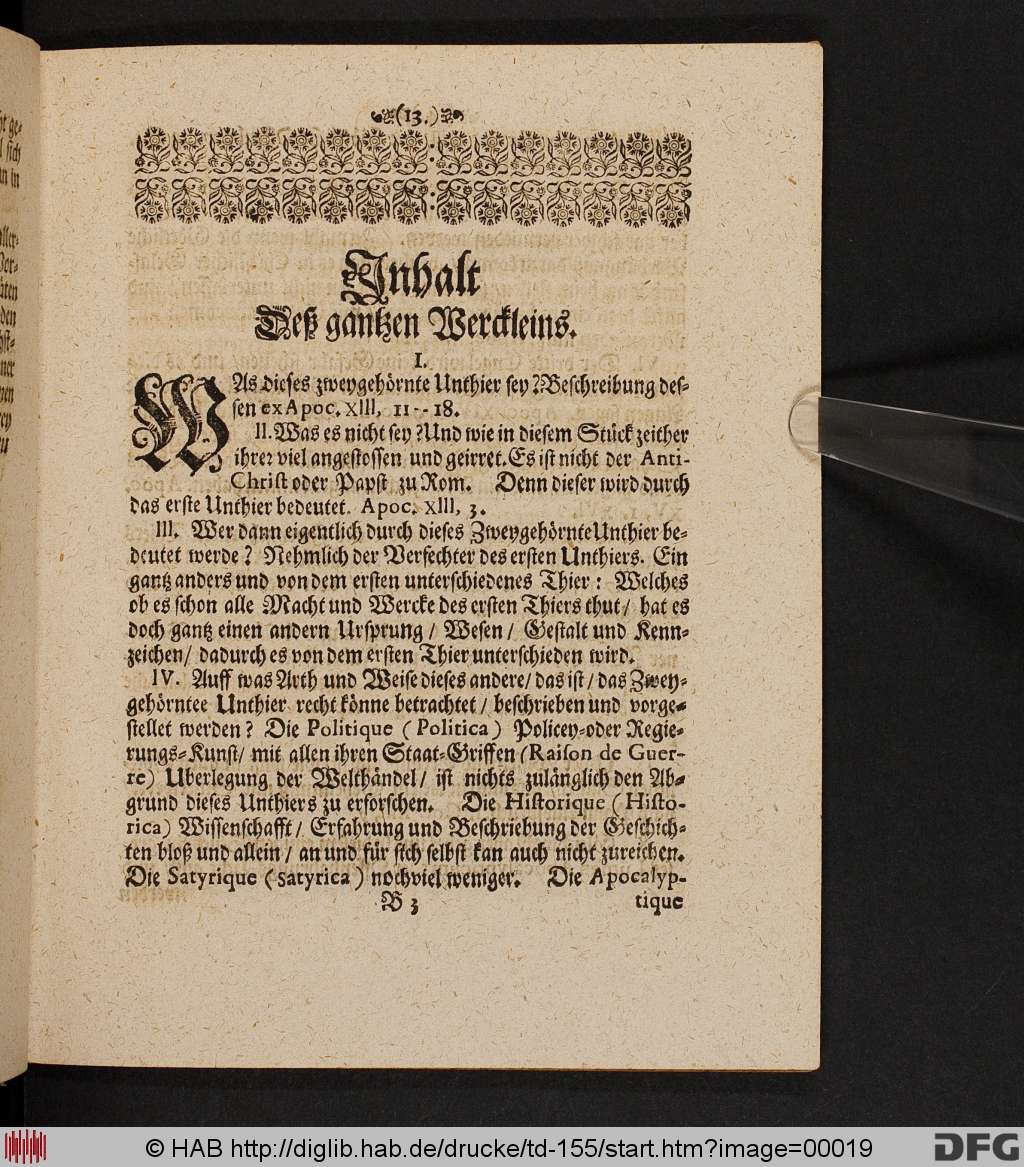 (13.)
Inhalt
Deß gantzen Werckleins.
I.
WAs dieses zweygehörnte Unthier sey? Beschreibung des-
sen ex Apoc. XIII, 11--18.
II. Was es nicht sey? Und wie in diesem Stück zeither
ihrer viel angestossen und geirret. Es ist nicht der Anti-
Christ oder Papst zu Rom. Denn dieser wird durch
das erste Unthier bedeutet. Apoc. XIII, 3.
III. Wer dann eigentlich durch dieses Zweygehörnte Unthier be-
deutet werde? Nehmlich der Verfechter des ersten Unthiers. Ein
gantz anders und von dem ersten unterschiedenes Thier: Welches
ob es schon alle Macht und Wercke des ersten Thiers thut/ hat es
doch gantz einen andern Ursprung/ Wesen/ Gestalt und Kenn-
zeichen/ dadurch es von dem ersten Thier unterschieden wird.
IV. Auff was Arth und Weise dieses andere/ das ist/ das Zwey-
gehörntee Unthier recht könne betrachtet/ beschrieben und vorge-
stellet werden? Die Politique (Politica) Policey-oder Regie-
rungs-Kunst/ mit allen ihren Staat-Griffen (Raison de Guer-
re) Uberlegung der Welthändel/ ist nichts zulänglich den Ab-
grund dieses Unthiers zu erforschen. Die Historique (Histo-
rica) Wissenschafft/ Erfahrung und Beschriebung der Geschich-
ten bloß und allein/ an und für sich selbst kan auch nicht zureichen.
Die Satyrique (satyrica) noch viel weniger. Die Apocalyp-
B 3 tique
© HAB http://diglib.hab.de/drucke/td-155/start.htm?image=00019
DFG